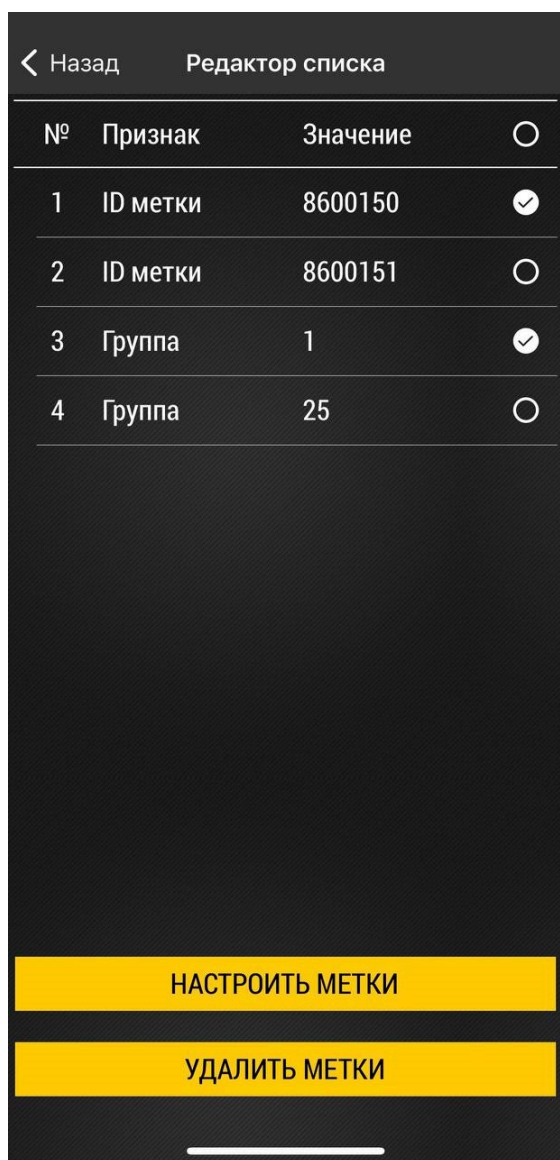 Назад Редактор списка
№ Признак Значение
1 ID метки 8600150
2 ID метки 8600151
3 Группа 1
4 Группа 25
НАСТРОИТЬ МЕТКИ
УДАЛИТЬ МЕТКИ